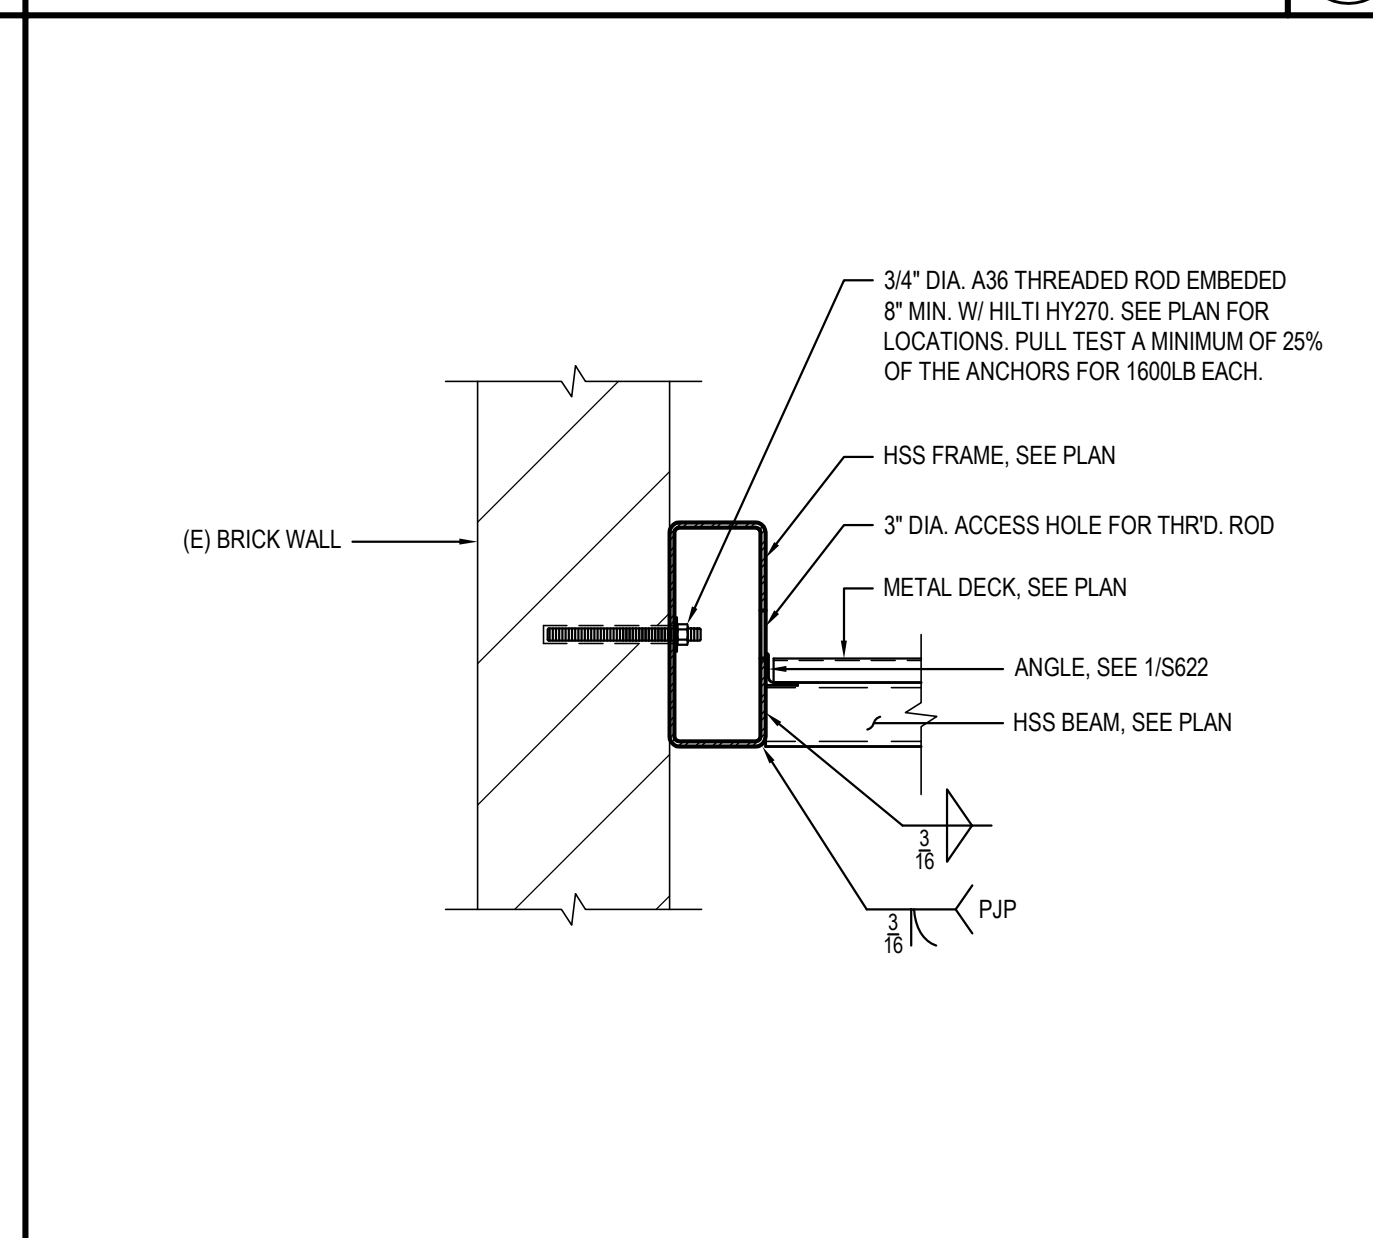 3/4" DIA. A36 THREADED ROD EMBEDED
8" MIN. W/ HILTI HY270. SEE PLAN FOR
LOCATIONS. PULL TEST A MINIMUM OF 25%
OF THE ANCHORS FOR 1600LB EACH.
HSS FRAME, SEE PLAN
3" DIA. ACCESS HOLE FOR THR'D. ROD
(E) BRICK WALL
METAL DECK, SEE PLAN
ANGLE, SEE 1/S622
HSS BEAM, SEE PLAN
3/16
3/16
PJP